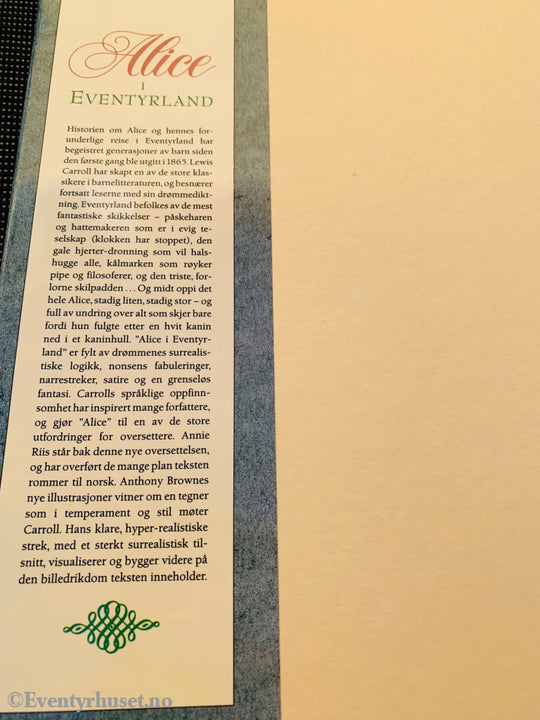 Alice
I
EVENTYRLAND
Historien om Alice og hennes for-
underlige reise i Eventyrland har
begeistret generasjoner av barn siden
den første gang ble utgitt i 1865. Lewis
Carroll har skapt en av de store klas-
sikere i barnelitteraturen, og besnærer
fortsatt leserne med sin drømmedikt-
ning. Eventyrland befolkes av de mest
fantastiske skikkelser – påskeharen
og hattemakeren som er i evig te-
selskap (klokken har stoppet), den
gale hjerter-dronning som vil hals-
hugge alle, kålmarken som røyker
pipe og filosoferer, og den triste, for-
lorne skilpadden ... Og midt oppi det
hele Alice, stadig liten, stadig stor – og
full av undring over alt som skjer bare
fordi hun fulgte etter en hvit kanin
ned i et kaninhull. "Alice i Eventyr-
land" er fylt av drømmenes surrealis-
tiske logikk, nonsens fabuleringer,
narrestreker, satire og en grenseløs
fantasi. Carrolls språklige oppfinn-
somhet har inspirert mange forfattere,
og gjør "Alice" til en av de store
utfordringer for oversettere. Annie
Riis står bak denne nye oversettelsen,
og har overført de mange plan teksten
rommer til norsk. Anthony Brownes
nye illustrasjoner vitner om en tegner
som i temperament og stil møter
Carroll. Hans klare, hyper-realistiske
strek, med et sterkt surrealistisk til-
snitt, visualiserer og bygger videre på
den billedrikdom teksten inneholder.
©Eventyrhuset.no